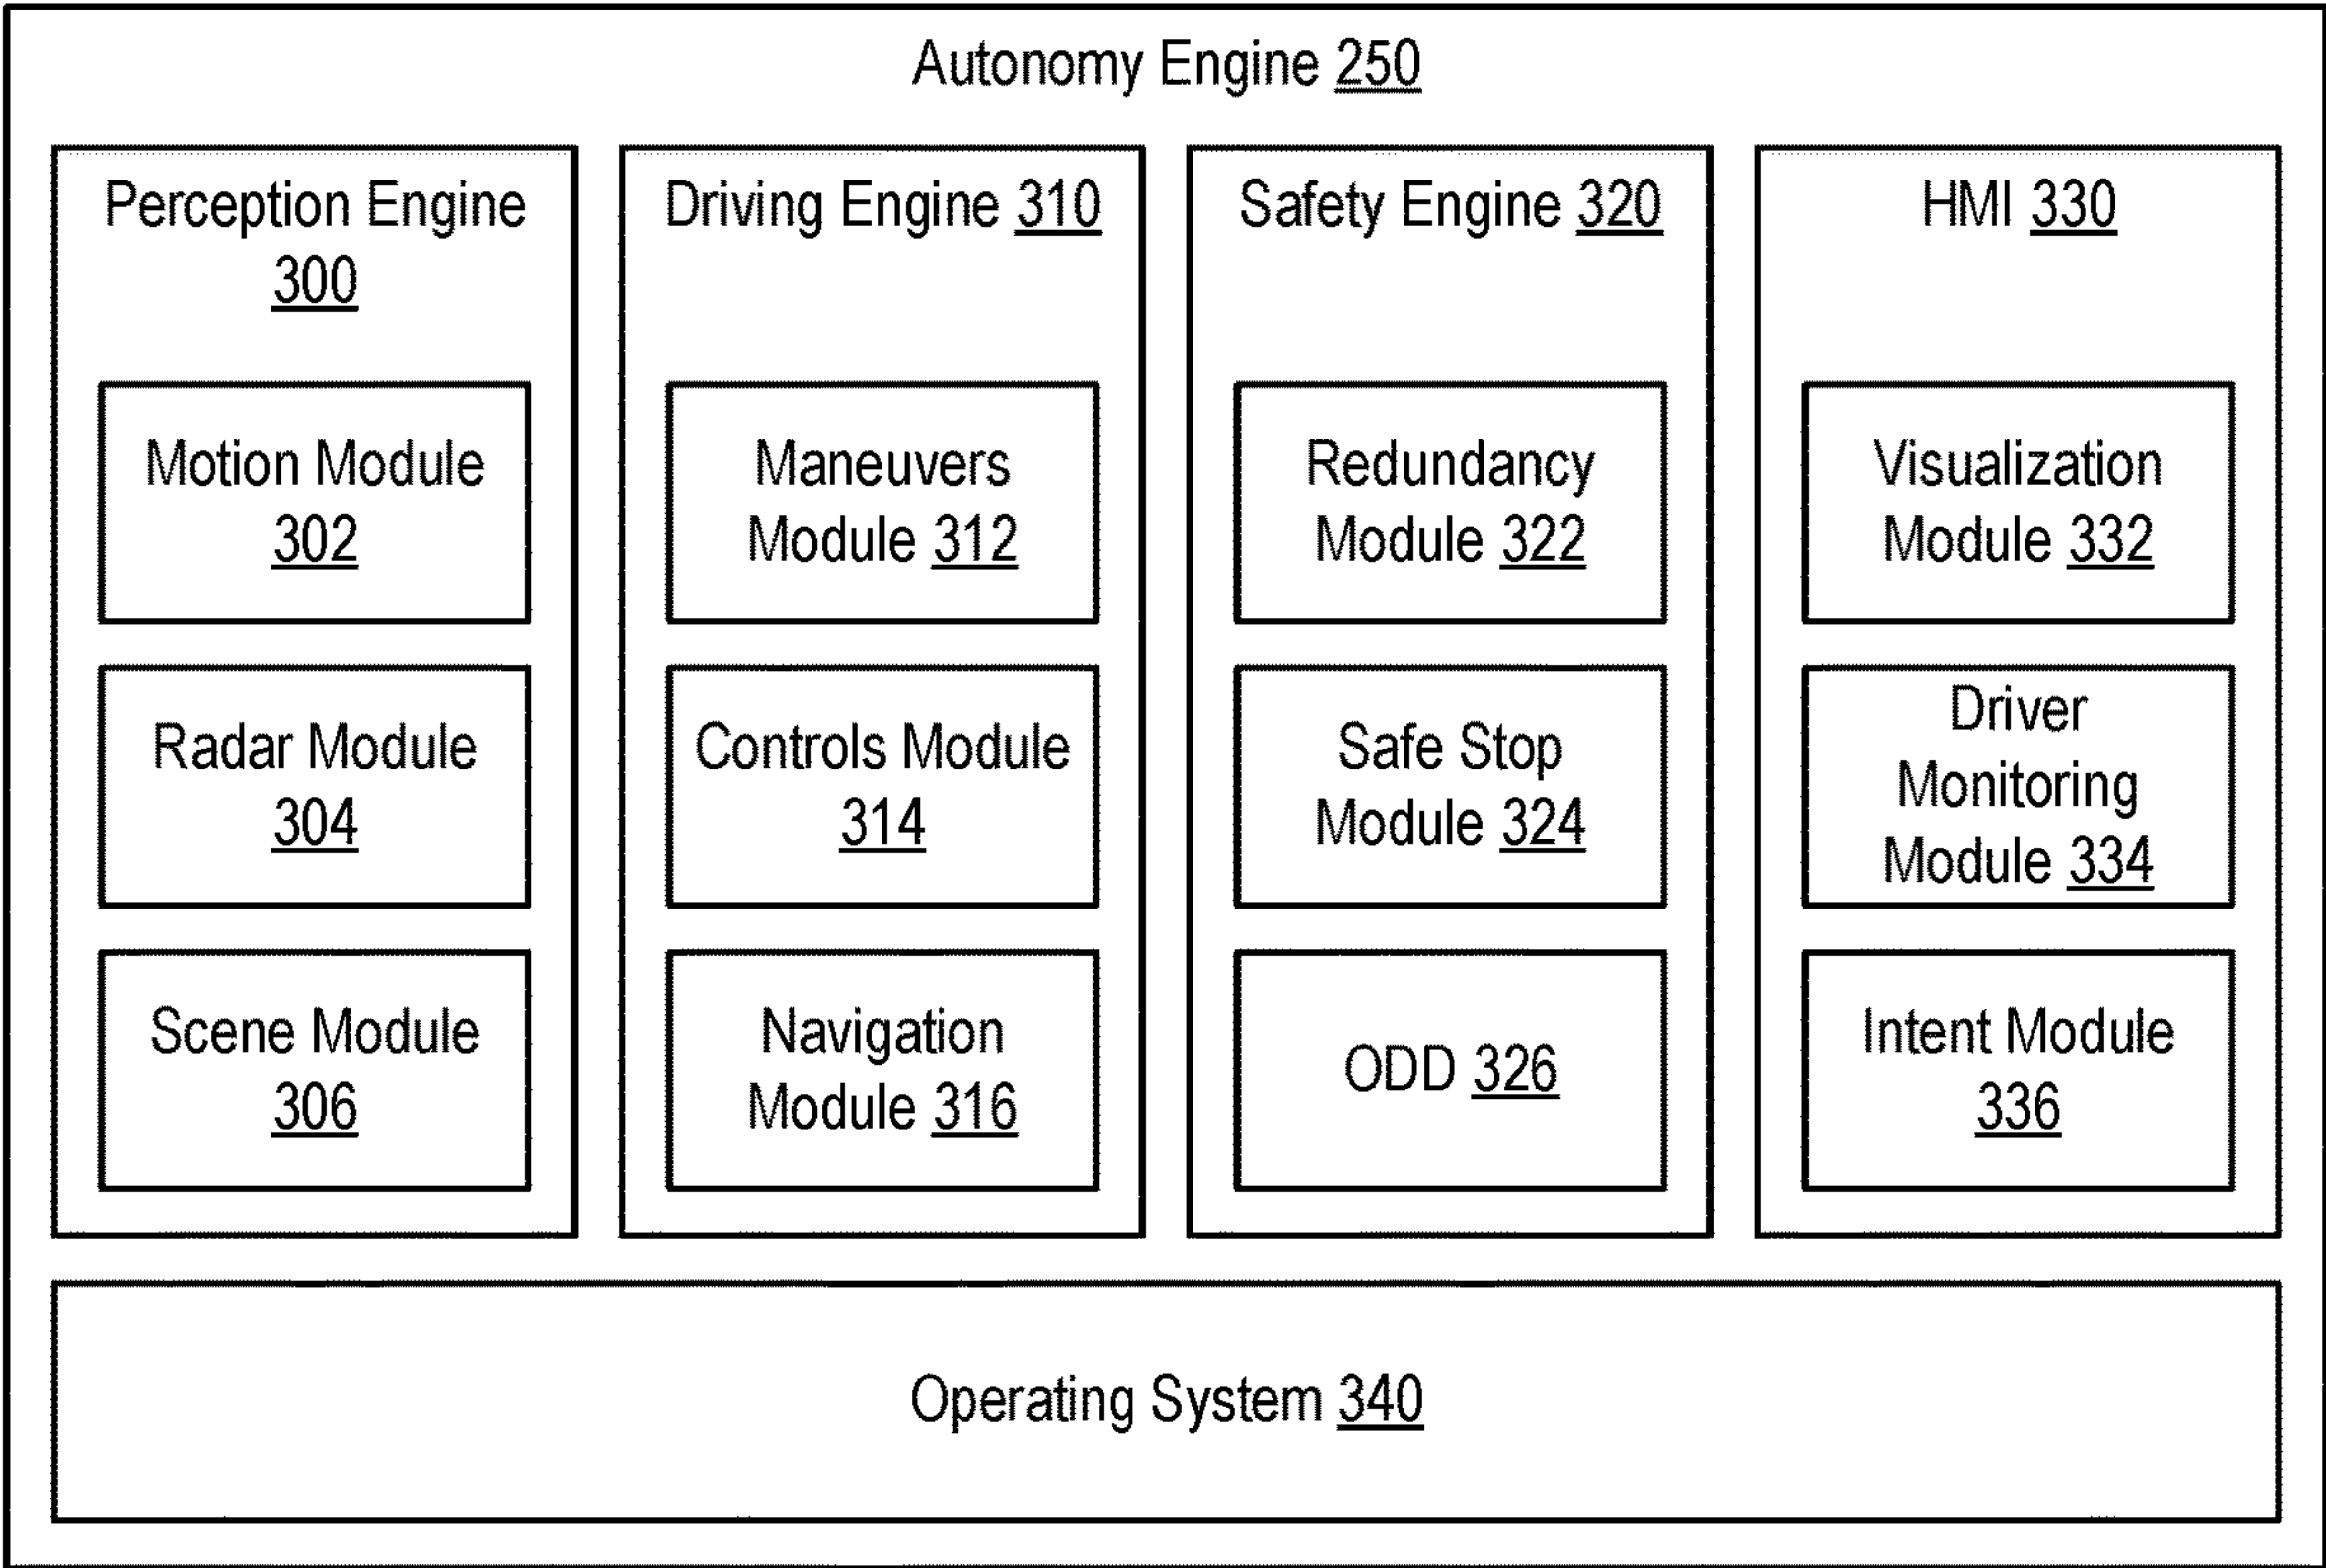 Autonomy Engine 250
Perception Engine
300
Motion Module
302
Radar Module
304
Scene Module
306
Driving Engine 310
Maneuvers
Module 312
Controls Module
314
Navigation
Module 316
Safety Engine 320
Redundancy
Module 322
Safe Stop
Module 324
ODD 326
HMI 330
Visualization
Module 332
Driver
Monitoring
Module 334
Intent Module
336
Operating System 340